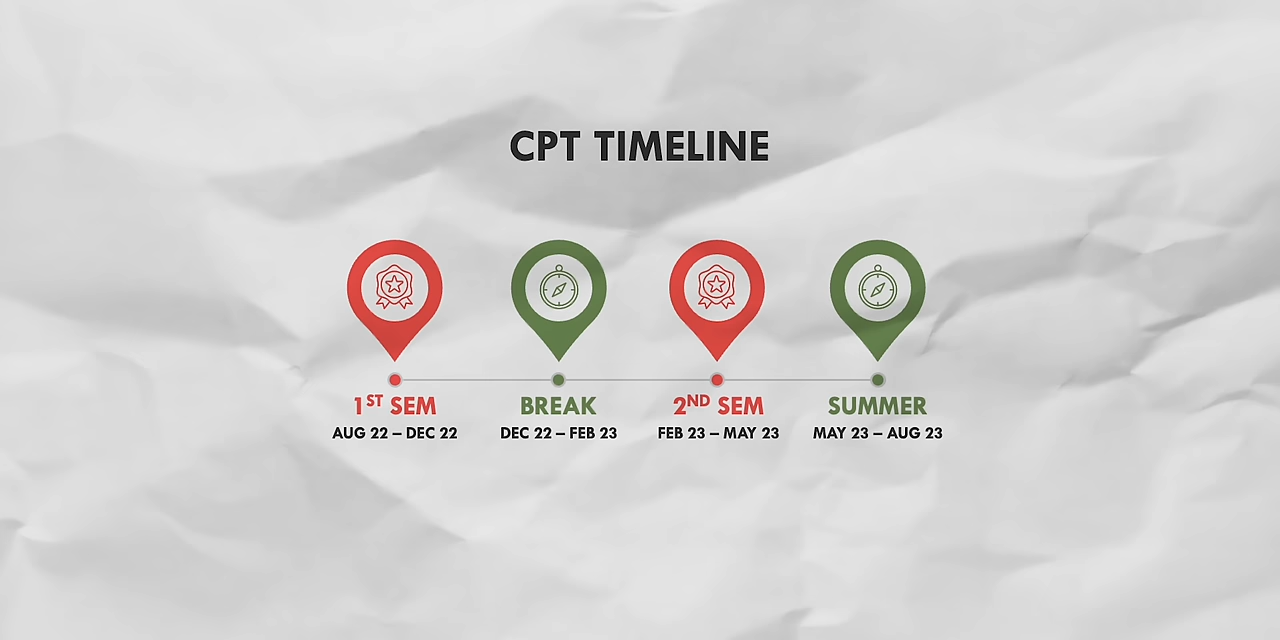 CPT TIMELINE
1ST SEM
AUG 22 – DEC 22
BREAK
DEC 22 – FEB 23
2ND SEM
FEB 23 – MAY 23
SUMMER
MAY 23 – AUG 23